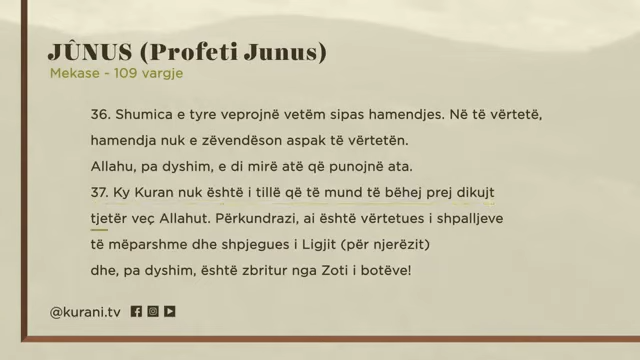 JÛNUS (Profeti Junus)
Mekase - 109 vargje
36. Shumica e tyre veprojnë vetëm sipas hamendjes. Në të vërtetë,
hamendja nuk e zëvendëson aspak të vërtetën.
Allahu, pa dyshim, e di mirë atë që punojnë ata.
37. Ky Kuran nuk është i tillë që të mund të bëhej prej dikujt
tjetër veç Allahut. Përkundrazi, ai është vërtetues i shpalljeve
të mëparshme dhe shpjegues i Ligjit (për njerëzit)
dhe, pa dyshim, është zbritur nga Zoti i botëve!
@kurani.tv